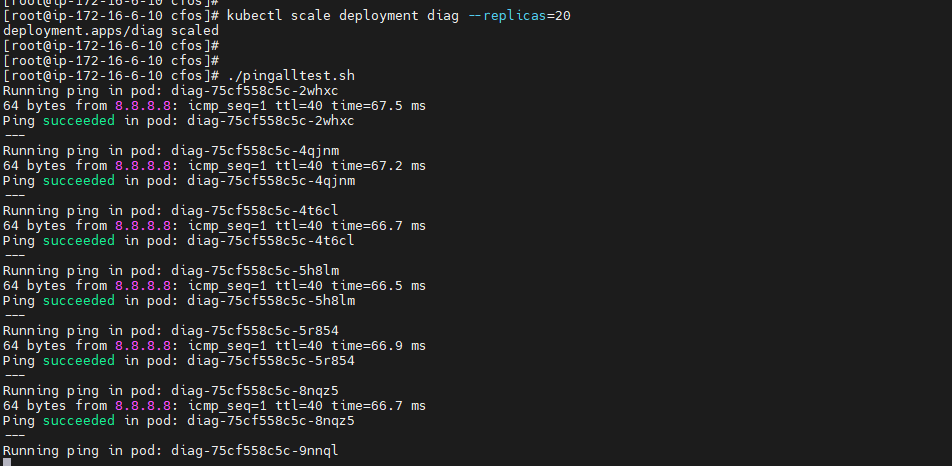 [root@ip-172-16-6-10 cfos]#
[root@ip-172-16-6-10 cfos]# kubectl scale deployment diag --replicas=20
deployment.apps/diag scaled
[root@ip-172-16-6-10 cfos]#
[root@ip-172-16-6-10 cfos]#
[root@ip-172-16-6-10 cfos]# ./pingalltest.sh
Running ping in pod: diag-75cf558c5c-2whxc
64 bytes from 8.8.8.8: icmp_seq=1 ttl=40 time=67.5 ms
Ping succeeded in pod: diag-75cf558c5c-2whxc
---
Running ping in pod: diag-75cf558c5c-4qjnm
64 bytes from 8.8.8.8: icmp_seq=1 ttl=40 time=67.2 ms
Ping succeeded in pod: diag-75cf558c5c-4qjnm
---
Running ping in pod: diag-75cf558c5c-4t6cl
64 bytes from 8.8.8.8: icmp_seq=1 ttl=40 time=66.7 ms
Ping succeeded in pod: diag-75cf558c5c-4t6cl
---
Running ping in pod: diag-75cf558c5c-5h8lm
64 bytes from 8.8.8.8: icmp_seq=1 ttl=40 time=66.5 ms
Ping succeeded in pod: diag-75cf558c5c-5h8lm
---
Running ping in pod: diag-75cf558c5c-5r854
64 bytes from 8.8.8.8: icmp_seq=1 ttl=40 time=66.9 ms
Ping succeeded in pod: diag-75cf558c5c-5r854
---
Running ping in pod: diag-75cf558c5c-8nqz5
64 bytes from 8.8.8.8: icmp_seq=1 ttl=40 time=66.7 ms
Ping succeeded in pod: diag-75cf558c5c-8nqz5
---
Running ping in pod: diag-75cf558c5c-9nnql